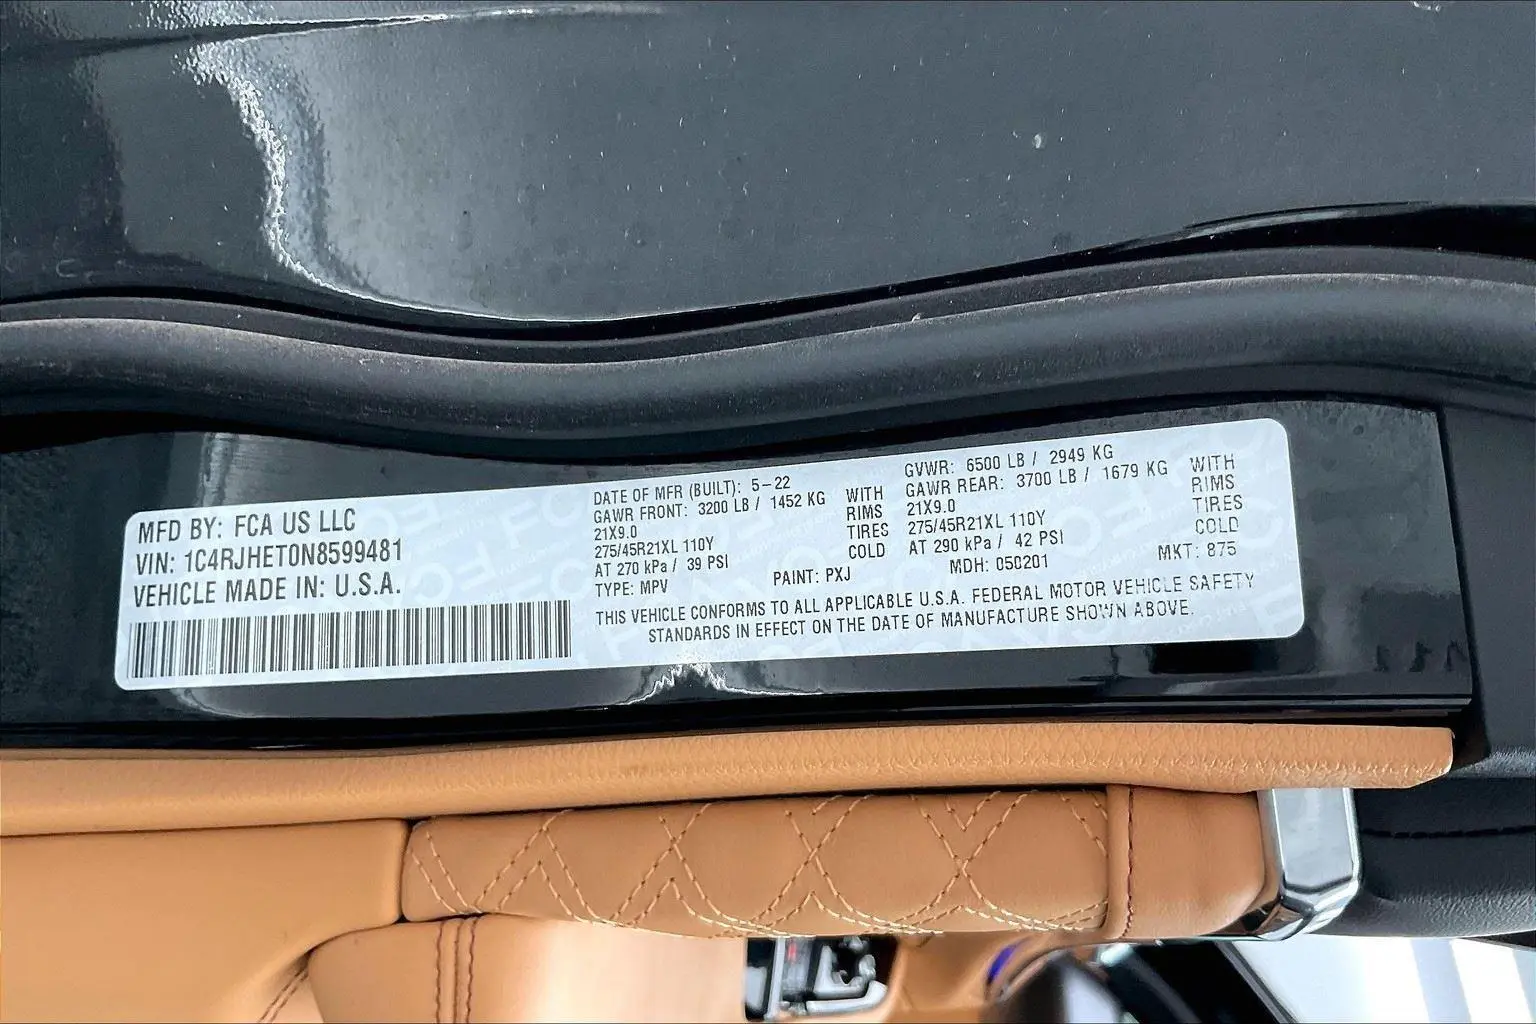 MFD BY: FCA US LLC
VIN: 1C4RJHET0N8599481
VEHICLE MADE IN: U.S.A.
DATE OF MFR (BUILT): 5-22
GAWR FRONT: 3200 LB / 1452 KG WITH
21X9.0 RIMS
275/45R21XL 110Y TIRES
AT 270 kPa / 39 PSI COLD
TYPE: MPV
GVWR: 6500 LB / 2949 KG
GAWR REAR: 3700 LB / 1679 KG WITH
21X9.0 RIMS
275/45R21XL 110Y TIRES
AT 290 kPa / 42 PSI COLD
PAINT: PXJ MDH: 050201 MKT: 875
THIS VEHICLE CONFORMS TO ALL APPLICABLE U.S.A. FEDERAL MOTOR VEHICLE SAFETY
STANDARDS IN EFFECT ON THE DATE OF MANUFACTURE SHOWN ABOVE.